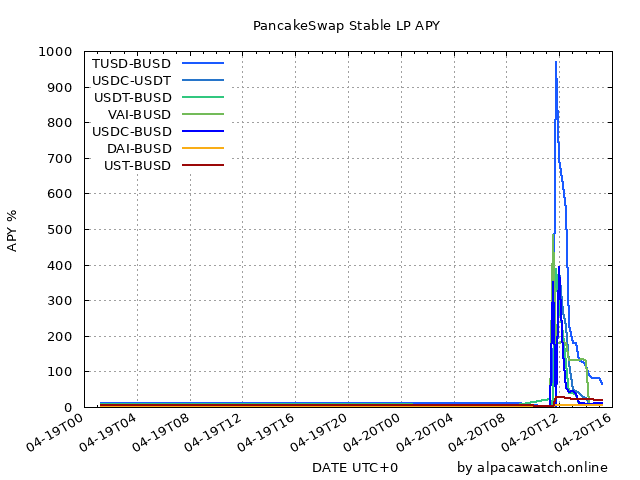 PancakeSwap Stable LP APY
1000
900
800
700
600
500
400
300
200
100
0
APY %
TUSD-BUSD
USDC-USDT
USDT-BUSD
VAI-BUSD
USDC-BUSD
DAI-BUSD
UST-BUSD
04-19T00
04-19T04
04-19T08
04-19T12
04-19T16
04-19T20
04-20T00
04-20T04
04-20T08
04-20T12
04-20T16
DATE UTC+0
by alpacawatch.online